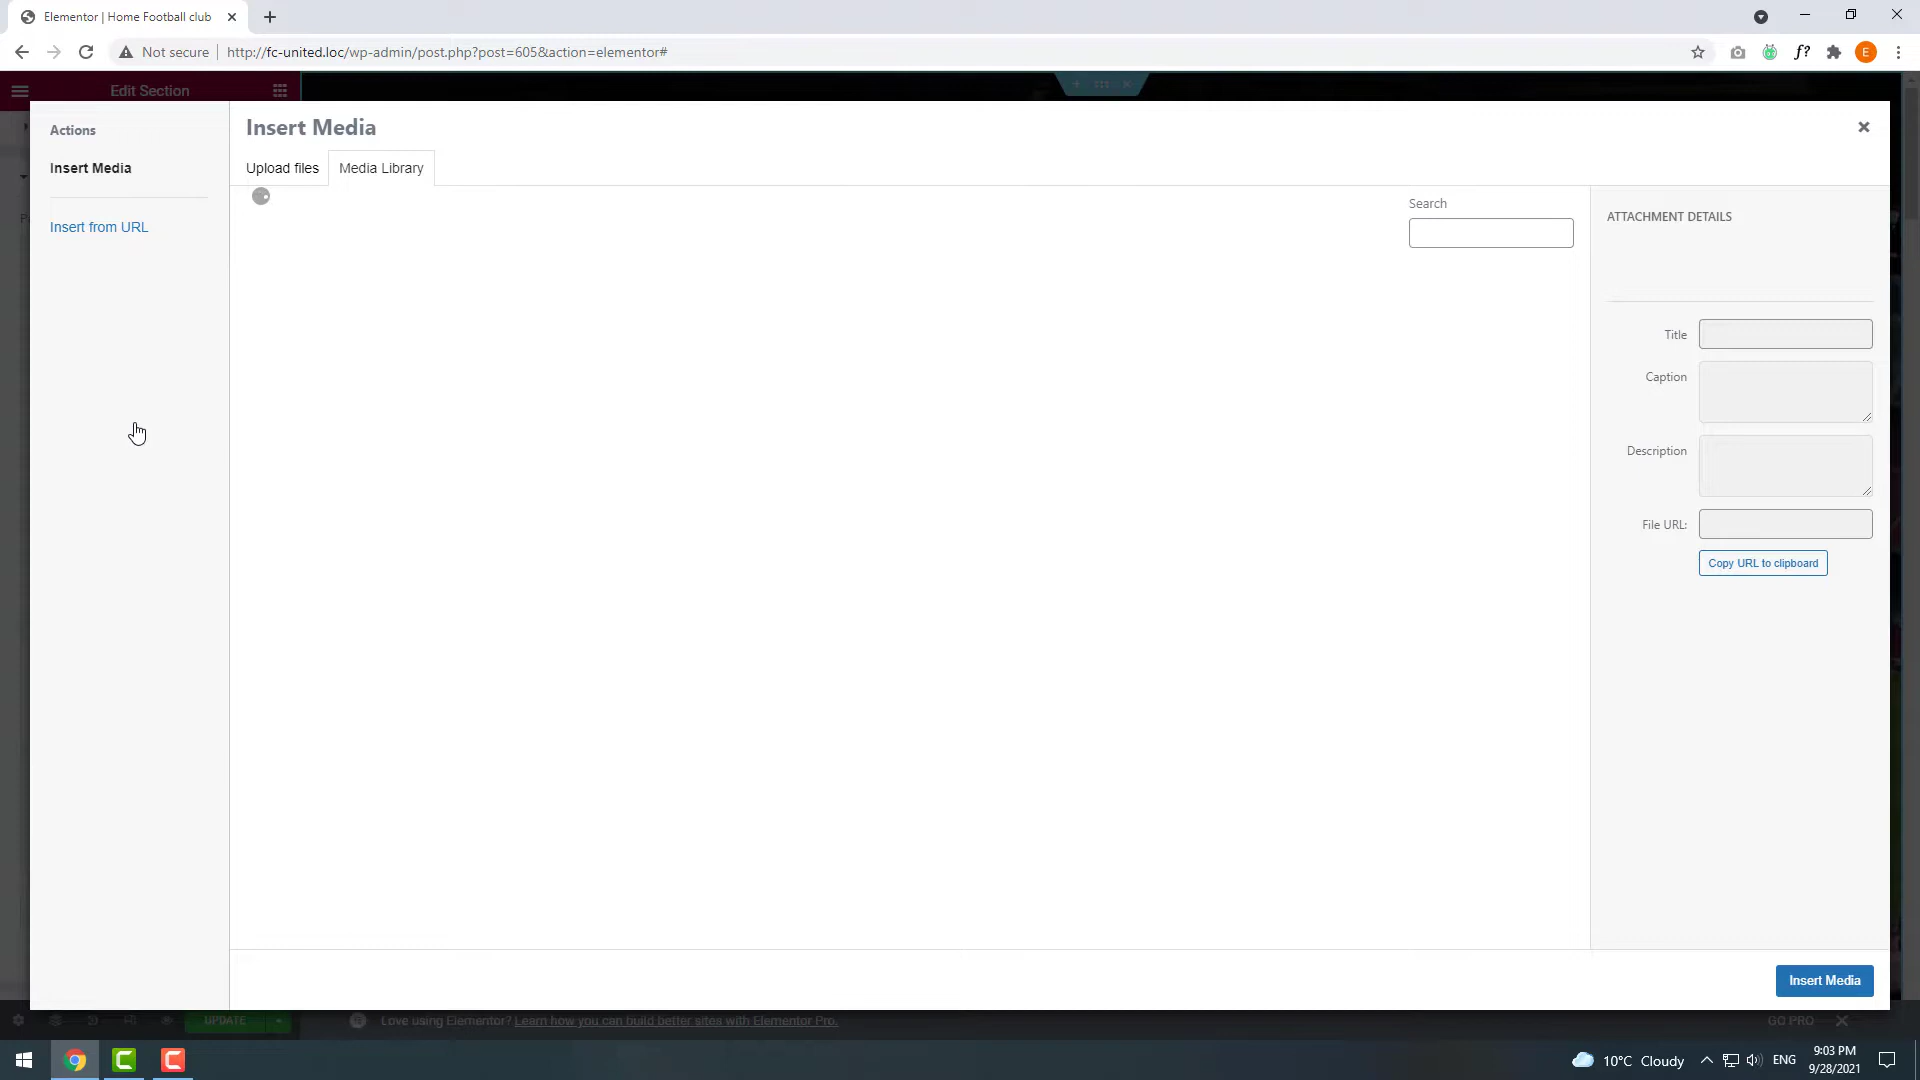 Elementor | Home Football club
Not secure http://fc-united.loc/wp-admin/post.php?post=605&action=elementor#
f?
E
Edit Section
Actions
Insert Media
Insert from URL
Insert Media
Upload files
Media Library
Search
ATTACHMENT DETAILS
Title
Caption
Description
File URL:
Copy URL to clipboard
Insert Media
UPDATE
Love using Elementor? Learn how you can build better sites with Elementor Pro.
GO PRO
10°C Cloudy
ENG
9:03 PM
9/28/2021